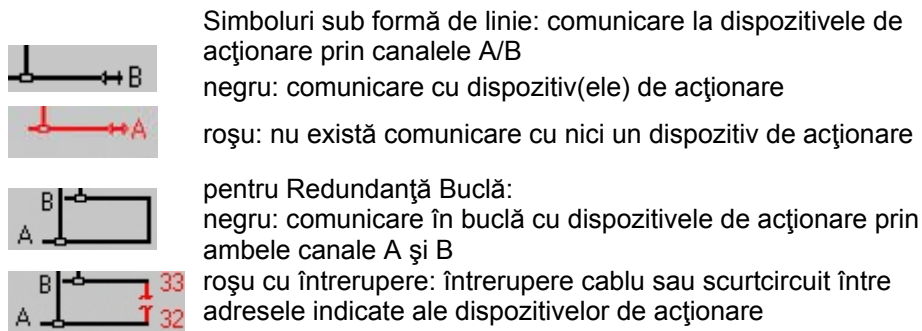 Simboluri sub formă de linie: comunicare la dispozitivele de
acţionare prin canalele A/B
B
negru: comunicare cu dispozitiv(ele) de acţionare
A
roşu: nu există comunicare cu nici un dispozitiv de acţionare
pentru Redundanţă Buclă:
B
negru: comunicare în buclă cu dispozitivele de acţionare prin
A
ambele canale A şi B
B 33
roşu cu întrerupere: întrerupere cablu sau scurtcircuit între
A 32
adresele indicate ale dispozitivelor de acţionare